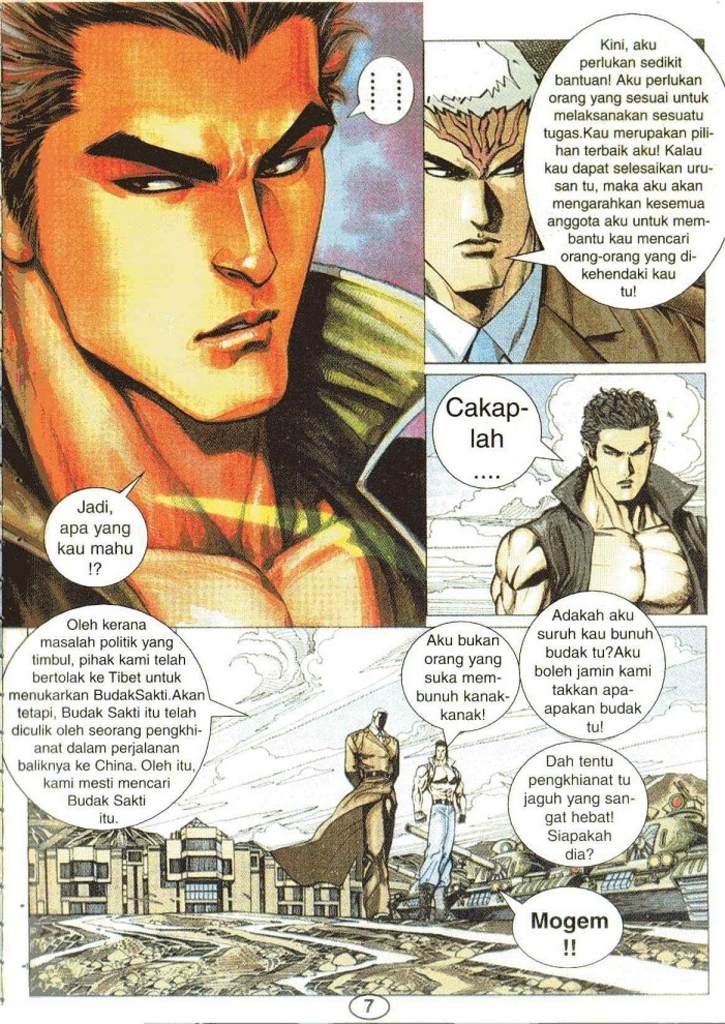 . . . .
. . . .
Jadi,
apa yang
kau mahu
!?
Kini, aku
perlukan sedikit
bantuan! Aku perlukan
orang yang sesuai untuk
melaksanakan sesuatu
tugas.Kau merupakan pili-
han terbaik aku! Kalau
kau dapat selesaikan uru-
san tu, maka aku akan
mengarahkan kesemua
anggota aku untuk mem-
bantu kau mencari
orang-orang yang di-
kehendaki kau
tu!
Cakap-
lah
....
Oleh kerana
masalah politik yang
timbul, pihak kami telah
bertolak ke Tibet untuk
menukarkan BudakSakti.Akan
tetapi, Budak Sakti itu telah
diculik oleh seorang pengkhi-
anat dalam perjalanan
baliknya ke China. Oleh itu,
kami mesti mencari
Budak Sakti
itu.
Aku bukan
orang yang
suka mem-
bunuh kanak-
kanak!
Adakah aku
suruh kau bunuh
budak tu?Aku
boleh jamin kami
takkan apa-
apakan budak
tu!
Dah tentu
pengkhianat tu
jaguh yang san-
gat hebat!
Siapakah
dia?
Mogem
!!
7